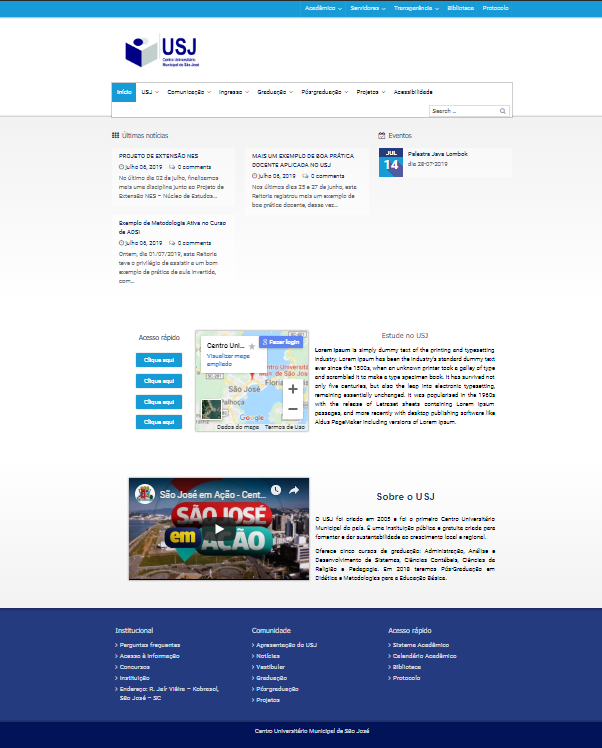 Acadêmico Servidores Transparência Biblioteca Protocolo
USJ
Centro Universitário
Municipal de São José
Início USJ Comunicação Ingresso Graduação Pós-graduação Projetos Acessibilidade
Search ...
Últimas notícias
Eventos
PROJETO DE EXTENSÃO NES
julho 08, 2019 0 comments
No último dia 02 de julho, finalizamos
mais uma disciplina junto ao Projeto de
Extensão NES – Núcleo de Estudos...
MAIS UM EXEMPLO DE BOA PRÁTICA
DOCENTE APLICADA NO USJ
julho 08, 2019 0 comments
Nos últimos dias 25 e 27 de junho, esta
Reitoria registrou mais um exemplo de
boa prática docente, dessa vez...
JUL
14
Palestra Java Lombok
dia 28-07-2019
Exemplo de Metodologia Ativa no Curso
de ADSI
julho 08, 2019 0 comments
Ontem, dia 01/07/2019, esta Reitoria
teve o privilégio de assistir a um bom
exemplo de prática de aula invertida,
com...
Acesso rápido
Clique aqui
Clique aqui
Clique aqui
Clique aqui
Centro Uni...
Fazer login
Visualizar mapa
ampliado
São José
Palhoça
Google
Dados do mapa Termos de Uso
Estude no USJ
Lorem Ipsum is simply dummy text of the printing and typesetting
industry. Lorem Ipsum has been the industry's standard dummy text
ever since the 1500s, when an unknown printer took a galley of type
and scrambled it to make a type specimen book. It has survived not
only five centuries, but also the leap into electronic typesetting,
remaining essentially unchanged. It was popularised in the 1960s
with the release of Letraset sheets containing Lorem Ipsum
passages, and more recently with desktop publishing software like
Aldus PageMaker including versions of Lorem Ipsum.
São José em Ação - Cent...
SÃO JOSÉ
em AÇÃO
Sobre o USJ
O USJ foi criado em 2005 e foi o primeiro Centro Universitário
Municipal do país. É uma instituição pública e gratuita criada para
fomentar e dar sustentabilidade ao crescimento local e regional.
Oferece cinco cursos de graduação: Administração, Análise e
Desenvolvimento de Sistemas, Ciências Contábeis, Ciências da
Religião e Pedagogia. Em 2018 teremos Pós-Graduação em
Didática e Metodologias para a Educação Básica.
Institucional
Perguntas frequentes
Acesso à Informação
Concursos
Instituição
Endereço: R. Jair Viêira – Kobrasol,
São José – SC
Comunidade
Apresentação do USJ
Notícias
Vestibular
Graduação
Pós-graduação
Projetos
Acesso rápido
Sistema Acadêmico
Calendário Acadêmico
Biblioteca
Protocolo
Centro Universitário Municipal de São José